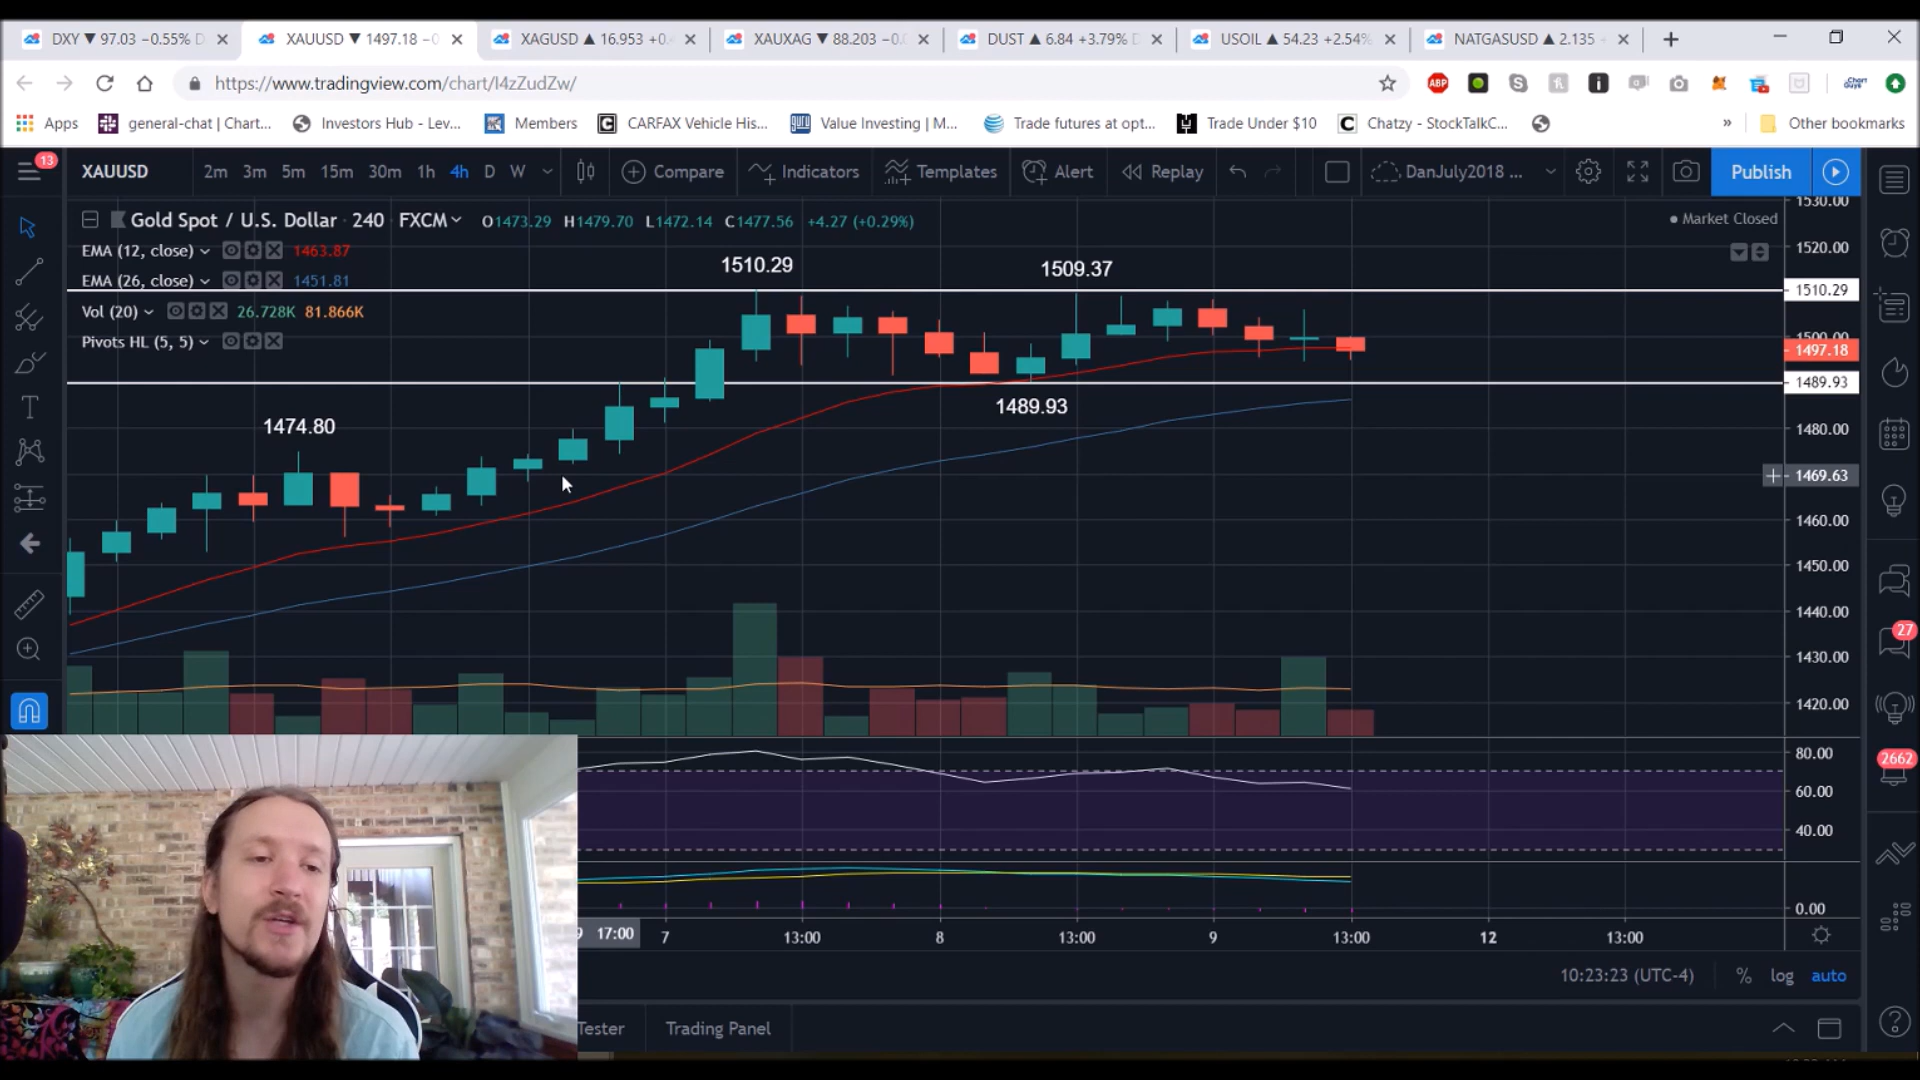 DXY ▼ 97.03 −0.55% D
XAUUSD ▼ 1497.18 −0
XAGUSD ▲ 16.953 +0.
XAUXAG ▼ 88.203 −0.
DUST ▲ 6.84 +3.79%
USOIL ▲ 54.23 +2.54%
NATGASUSD ▲ 2.135
https://www.tradingview.com/chart/I4zZudZw/
ABP
Apps
general-chat | Chart...
Investors Hub - Lev...
Members
CARFAX Vehicle His...
guru
Value Investing | M...
Trade futures at opt...
Trade Under $10
Chatzy - StockTalkC...
»
Other bookmarks
13
XAUUSD
2m 3m 5m 15m 30m 1h 4h D W
Compare
Indicators
Templates
Alert
Replay
DanJuly2018 ...
Publish
Gold Spot / U.S. Dollar · 240 · FXCM
O1473.29 H1479.70 L1472.14 C1477.56 +4.27 (+0.29%)
Market Closed
EMA (12, close) 1463.87
EMA (26, close) 1451.81
Vol (20) 26.728K 81.866K
Pivots HL (5, 5)
1510.29
1509.37
1474.80
1489.93
1530.00
1520.00
1510.29
1500.00
1497.18
1489.93
1480.00
1469.63
1460.00
1450.00
1440.00
1430.00
1420.00
80.00
60.00
40.00
0.00
27
2662
9 17:00 7 13:00 8 13:00 9 13:00 12 13:00
10:23:23 (UTC-4) % log auto
Tester
Trading Panel